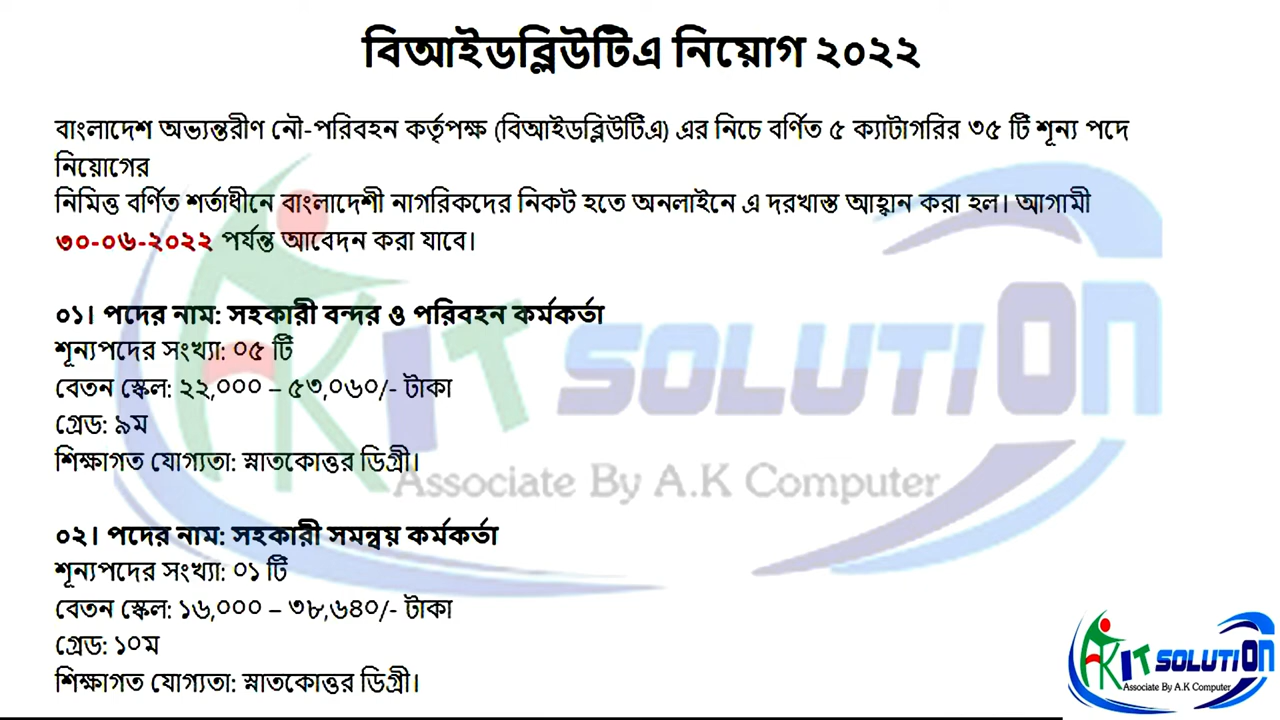 বিআইডব্লিউটিএ নিয়োগ ২০২২
বাংলাদেশ অভ্যন্তরীণ নৌ-পরিবহন কর্তৃপক্ষ (বিআইডব্লিউটিএ) এর নিচে বর্ণিত ৫ ক্যাটাগরির ৩৫ টি শূন্য পদে
নিয়োগের
নিমিত্ত বর্ণিত শর্তাধীনে বাংলাদেশী নাগরিকদের নিকট হতে অনলাইনে এ দরখাস্ত আহ্বান করা হল। আগামী
৩০-০৬-২০২২ পর্যন্ত আবেদন করা যাবে।
০১। পদের নাম: সহকারী বন্দর ও পরিবহন কর্মকর্তা
শূন্যপদের সংখ্যা: ০৫ টি
বেতন স্কেল: ২২,০০০ – ৫৩,০৬০/- টাকা
গ্রেড: ৯ম
শিক্ষাগত যোগ্যতা: স্নাতকোত্তর ডিগ্রী।
০২। পদের নাম: সহকারী সমন্বয় কর্মকর্তা
শূন্যপদের সংখ্যা: ০১ টি
বেতন স্কেল: ১৬,০০০ – ৩৮,৬৪০/- টাকা
গ্রেড: ১০ম
শিক্ষাগত যোগ্যতা: স্নাতকোত্তর ডিগ্রী।
AK IT SOLUTION
Associate By A.K Computer
AK IT SOLUTION
Associate By A.K Computer